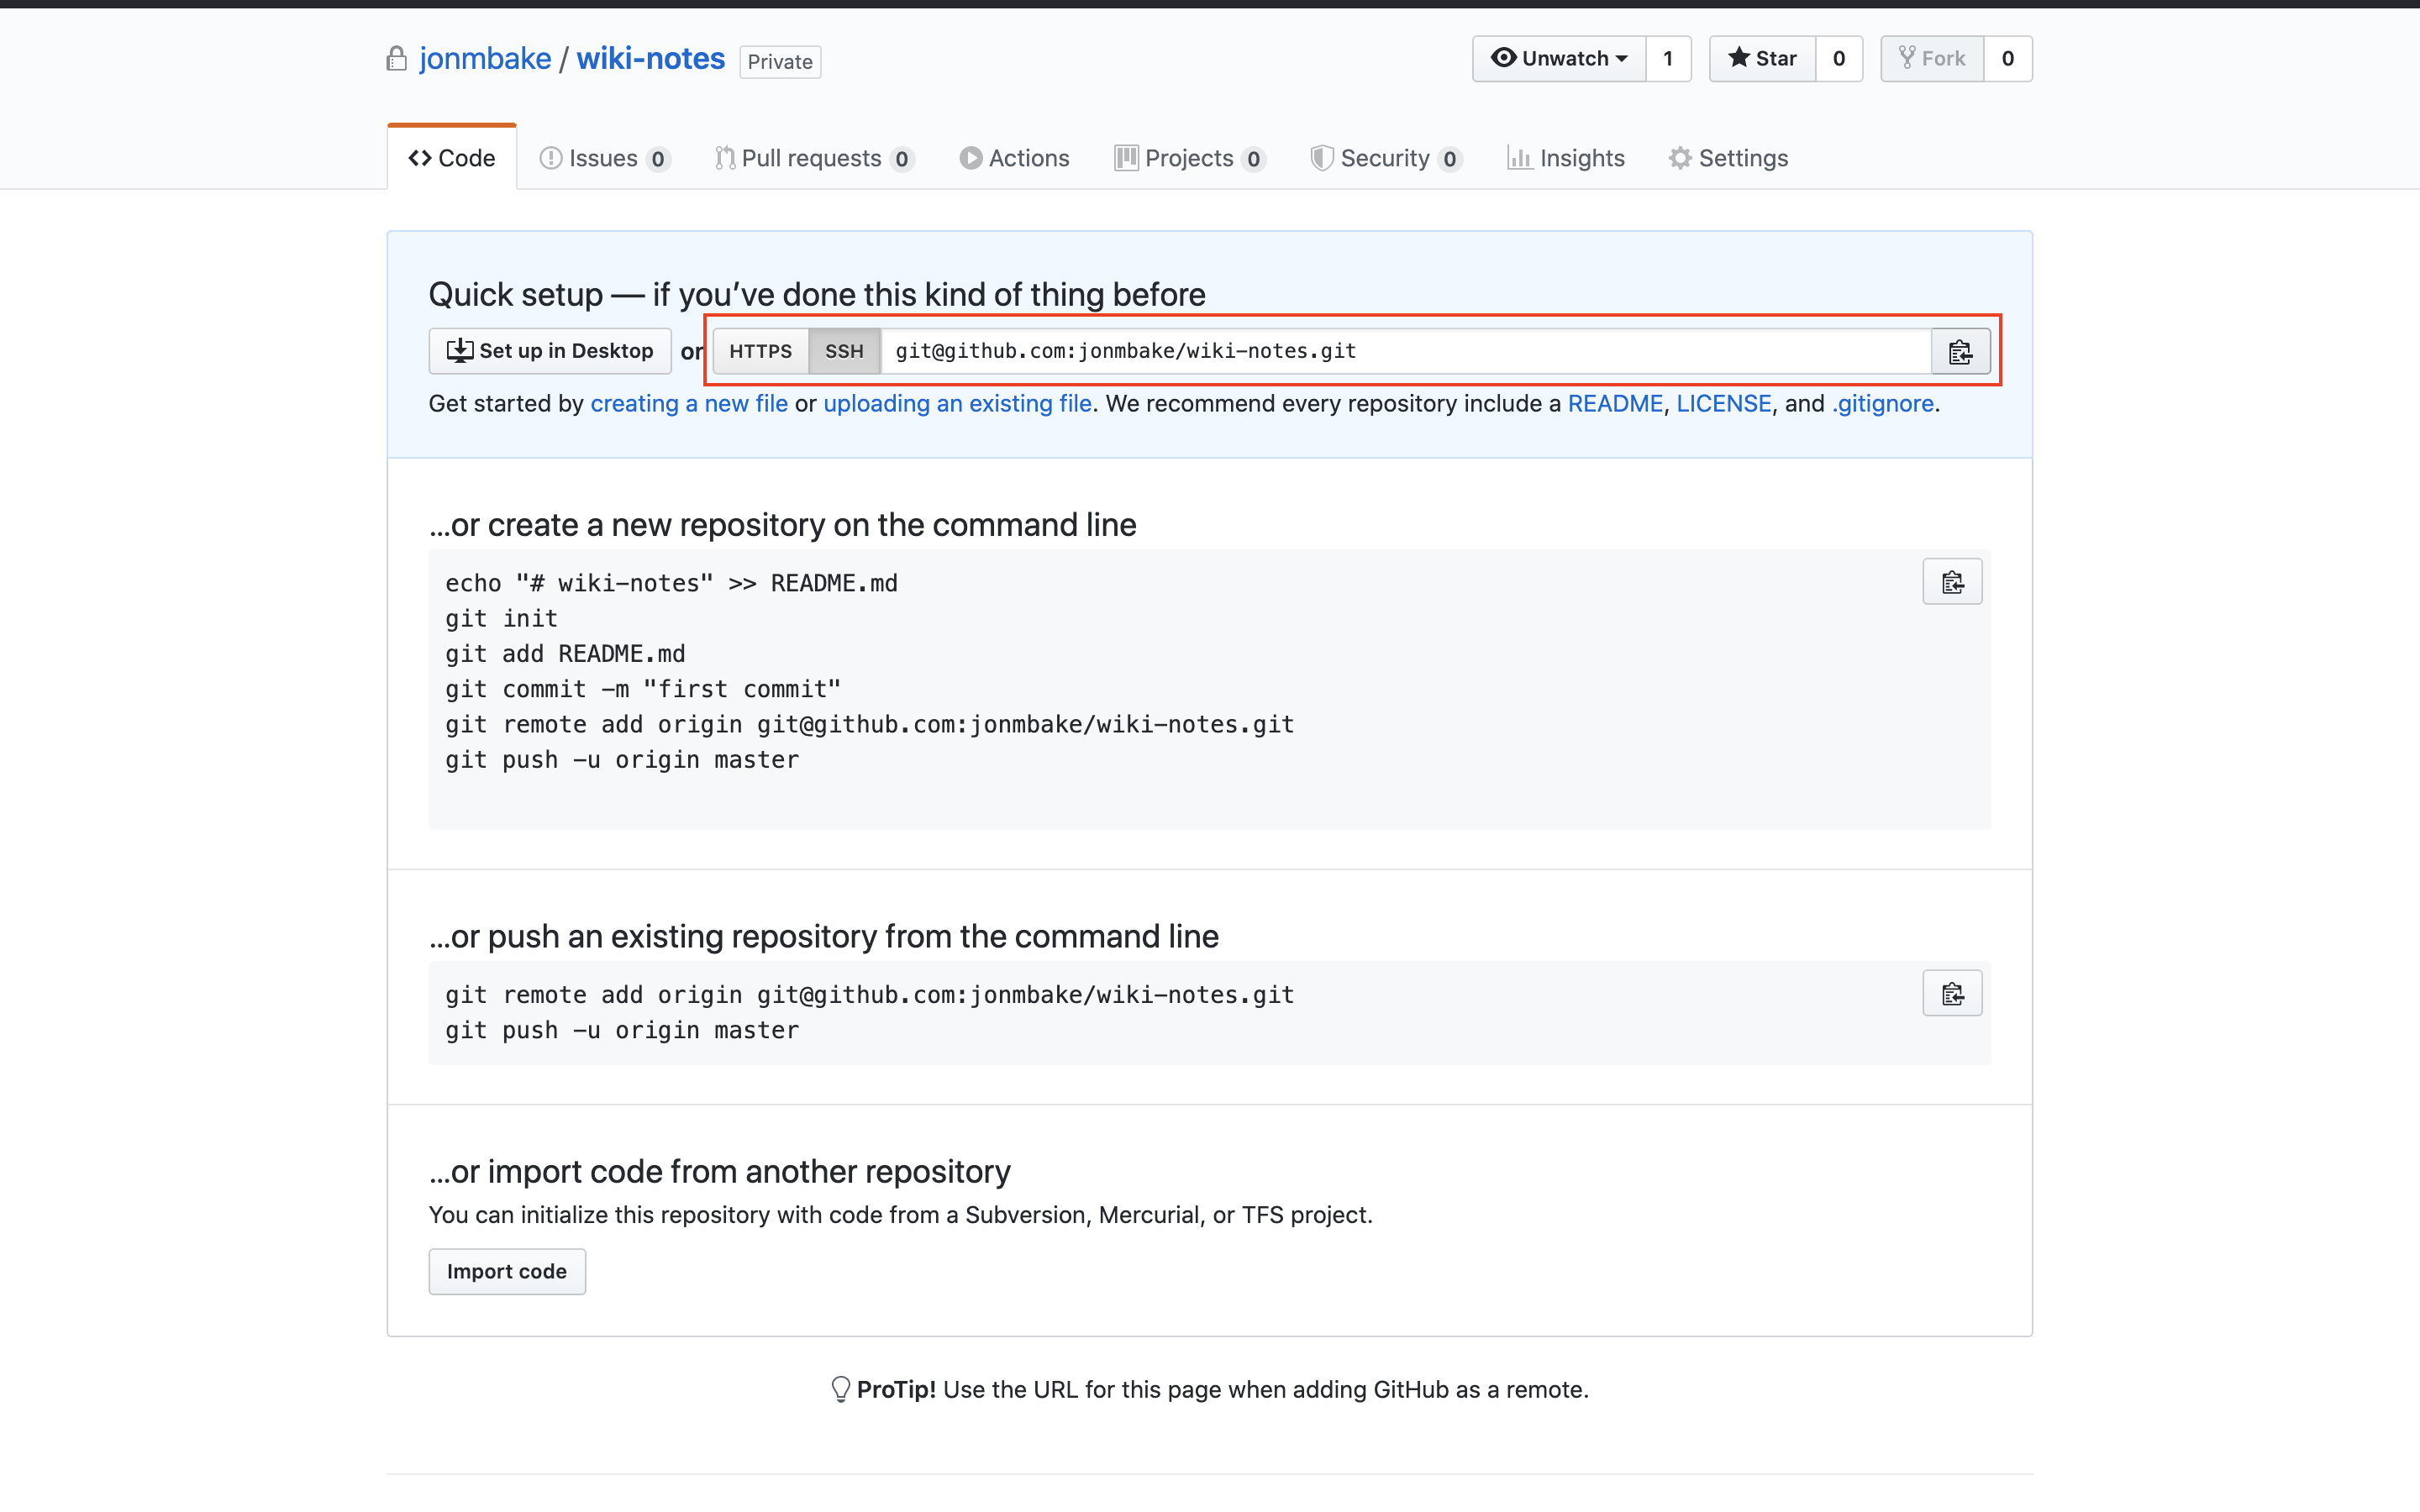 jonmbake / wiki-notes Private
Unwatch 1 Star 0 Fork 0
Code Issues 0 Pull requests 0 Actions Projects 0 Security 0 Insights Settings
Quick setup — if you’ve done this kind of thing before
Set up in Desktop or HTTPS SSH git@github.com:jonmbake/wiki-notes.git
Get started by creating a new file or uploading an existing file. We recommend every repository include a README, LICENSE, and .gitignore.
…or create a new repository on the command line
echo "# wiki-notes" >> README.md
git init
git add README.md
git commit -m "first commit"
git remote add origin git@github.com:jonmbake/wiki-notes.git
git push -u origin master
…or push an existing repository from the command line
git remote add origin git@github.com:jonmbake/wiki-notes.git
git push -u origin master
…or import code from another repository
You can initialize this repository with code from a Subversion, Mercurial, or TFS project.
Import code
ProTip! Use the URL for this page when adding GitHub as a remote.